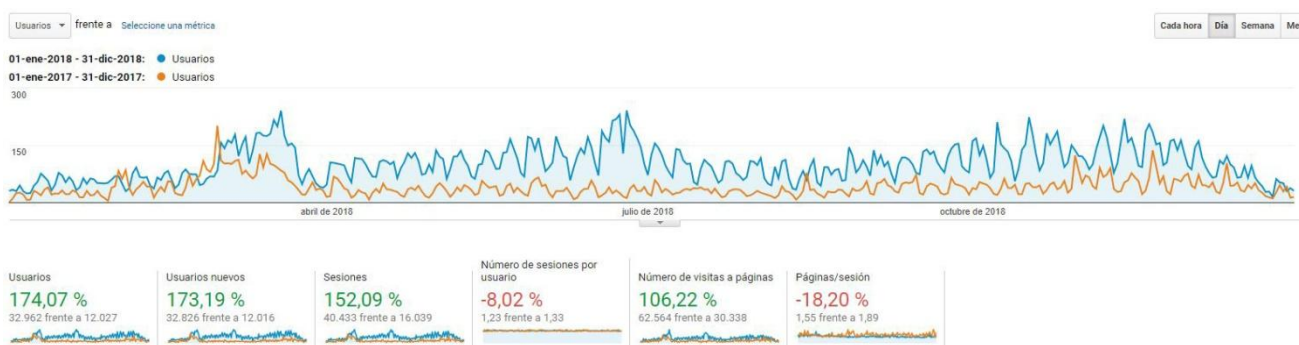 Usuarios frente a Seleccione una métrica
Cada hora Día Semana
01-ene-2018 - 31-dic-2018: Usuarios
01-ene-2017 - 31-dic-2017: Usuarios
300
150
abril de 2018 julio de 2018 octubre de 2018
Usuarios
174,07 %
32.962 frente a 12.027
Usuarios nuevos
173,19 %
32.826 frente a 12.016
Sesiones
152,09 %
40.433 frente a 16.039
Número de sesiones por
usuario
-8,02 %
1,23 frente a 1,33
Número de visitas a páginas
106,22 %
62.564 frente a 30.338
Páginas/sesión
-18,20 %
1,55 frente a 1,89